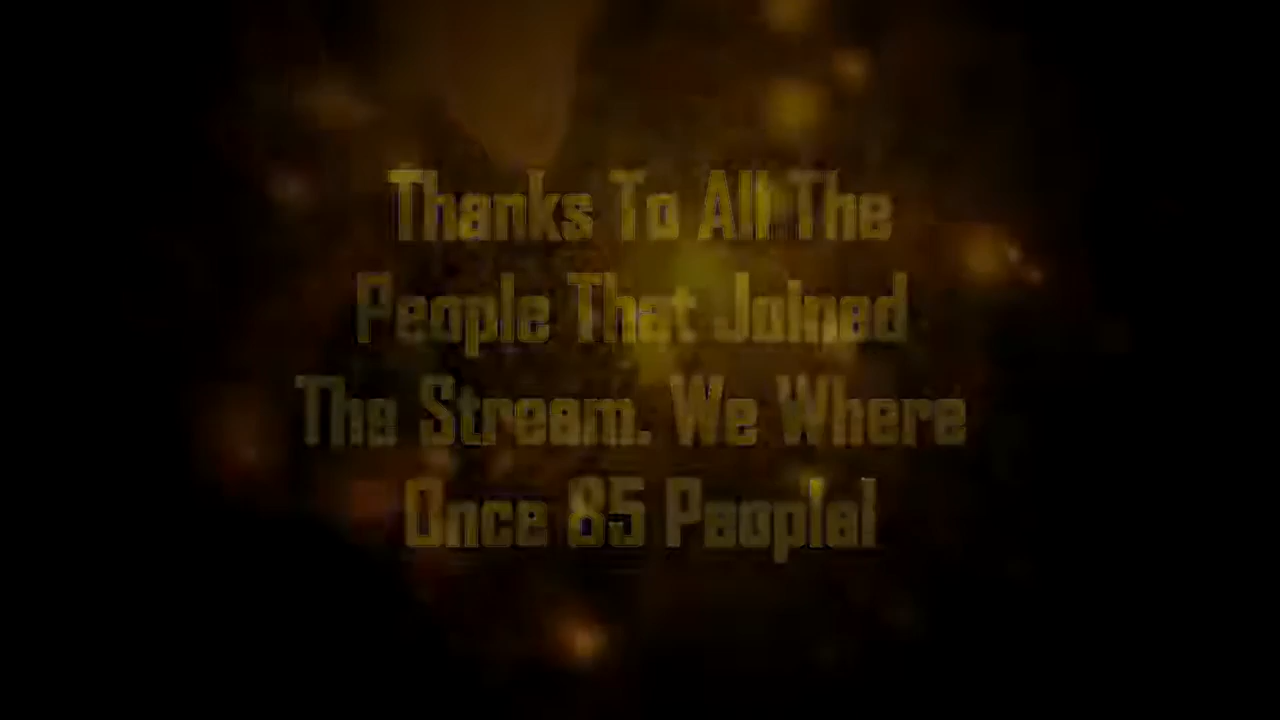 Thanks To All The
People That Joined
The Stream. We Where
Once 85 People!